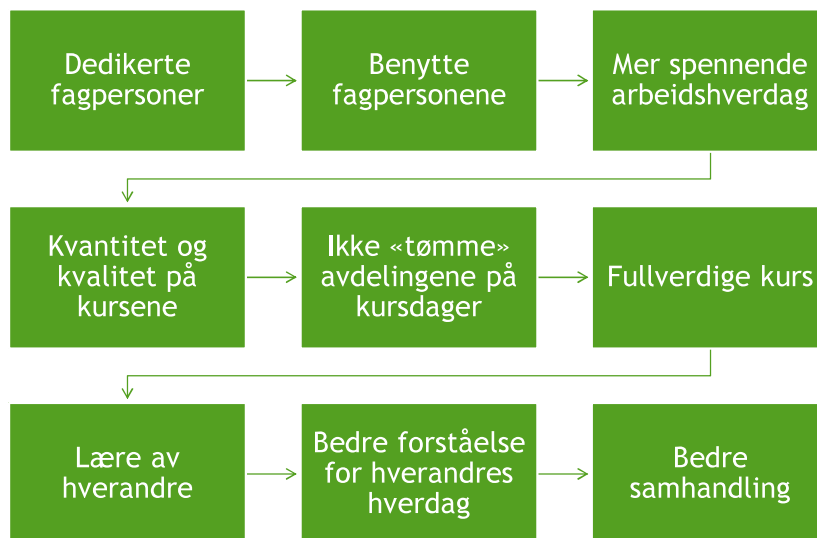 Dedikerte
fagpersoner
Benytte
fagpersonene
Mer spennende
arbeidshverdag
Kvantitet og
kvalitet på
kursene
Ikke «tømme»
avdelingene på
kursdager
Fullverdige kurs
Lære av
hverandre
Bedre forståelse
for hverandres
hverdag
Bedre
samhandling